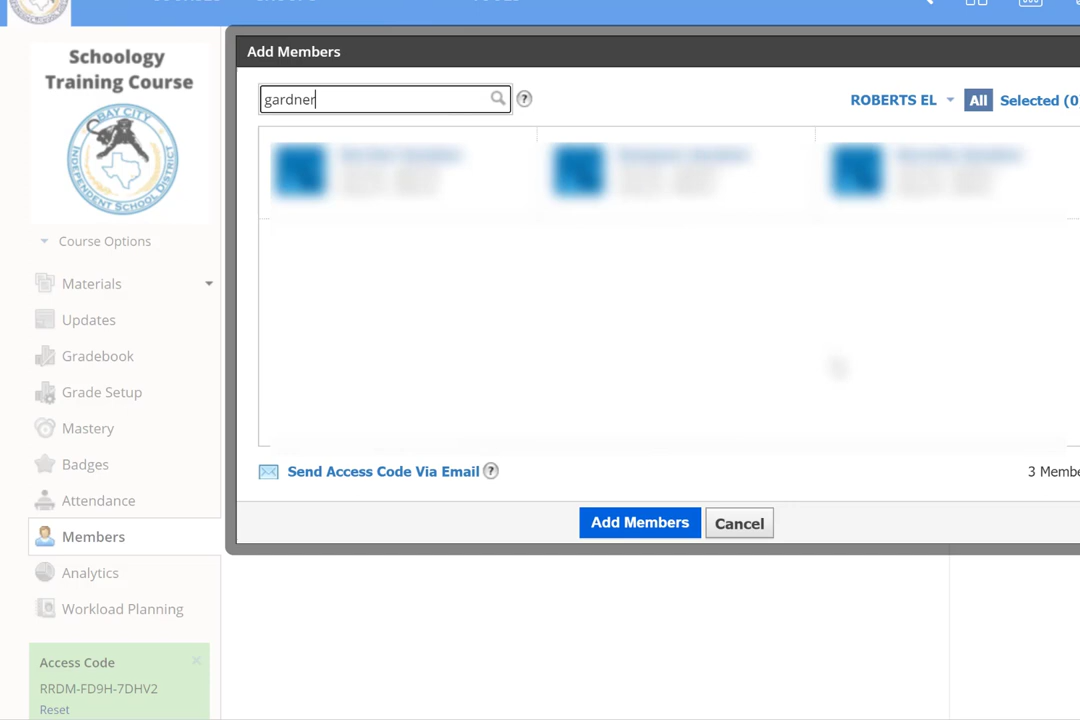 Add Members
Schoology
Training Course
BAY CITY
INDEPENDENT SCHOOL DISTRICT
gardner
?
ROBERTS EL
All
Selected (0
Course Options
Materials
Updates
Gradebook
Grade Setup
Mastery
Badges
Attendance
Members
Analytics
Workload Planning
Send Access Code Via Email
?
3 Membe
Add Members
Cancel
Access Code
×
RRDM-FD9H-7DHV2
Reset